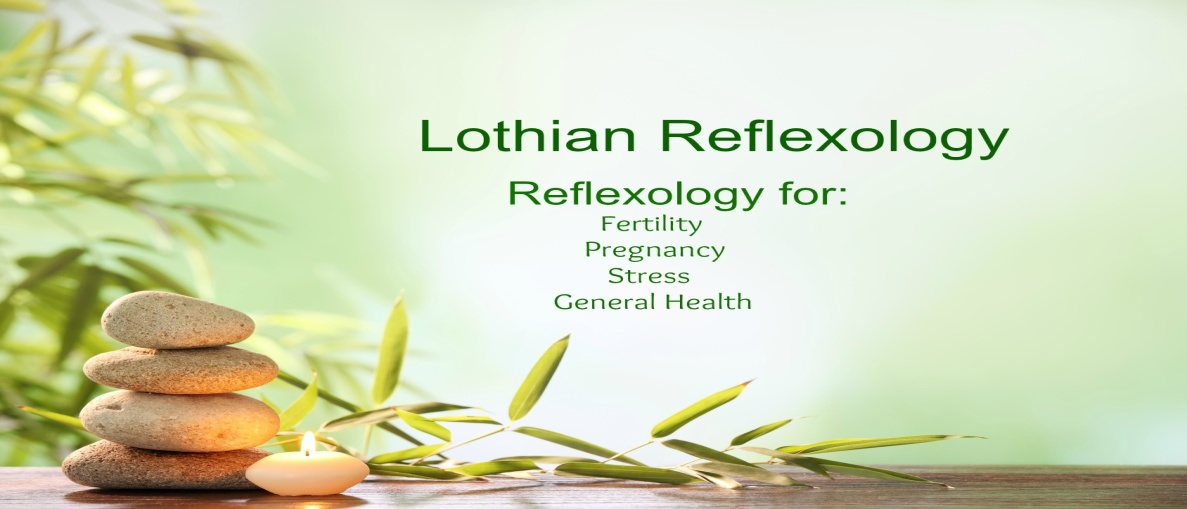 Lothian Reflexology
Reflexology for:
Fertility
Pregnancy
Stress
General Health